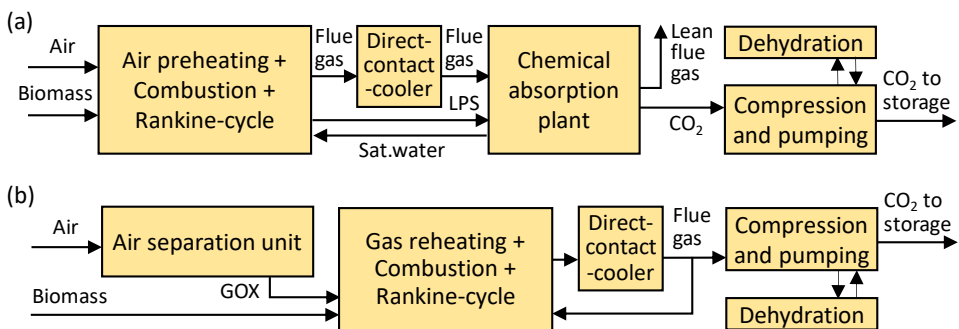 (a)
Air
Biomass
Air preheating +
Combustion +
Rankine-cycle
Flue
gas
Direct-
contact
-cooler
Flue
gas
LPS
Sat.water
Chemical
absorption
plant
Lean
flue
gas
CO₂
Dehydration
Compression
and pumping
CO₂ to
storage
(b)
Air
Air separation unit
GOX
Biomass
Gas reheating +
Combustion +
Rankine-cycle
Direct-
contact
-cooler
Flue
gas
Compression
and pumping
CO₂ to
storage
Dehydration